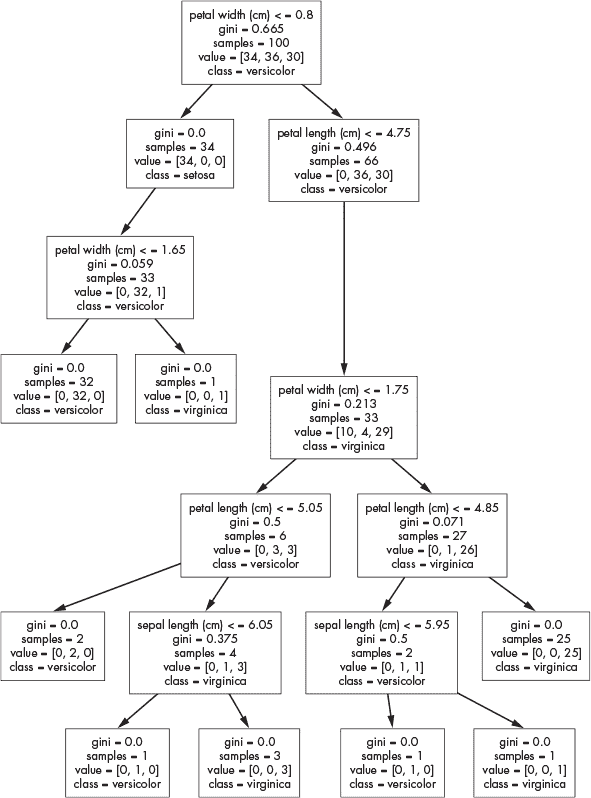 petal width (cm) <= 0.8
gini = 0.665
samples = 100
value = [34, 36, 30]
class = versicolor
gini = 0.0
samples = 34
value = [34, 0, 0]
class = setosa
petal length (cm) <= 4.75
gini = 0.496
samples = 66
value = [0, 36, 30]
class = versicolor
petal width (cm) <= 1.65
gini = 0.059
samples = 33
value = [0, 32, 1]
class = versicolor
gini = 0.0
samples = 32
value = [0, 32, 0]
class = versicolor
gini = 0.0
samples = 1
value = [0, 0, 1]
class = virginica
petal width (cm) <= 1.75
gini = 0.213
samples = 33
value = [10, 4, 29]
class = virginica
petal length (cm) <= 5.05
gini = 0.5
samples = 6
value = [0, 3, 3]
class = versicolor
petal length (cm) <= 4.85
gini = 0.071
samples = 27
value = [0, 1, 26]
class = virginica
gini = 0.0
samples = 2
value = [0, 2, 0]
class = versicolor
sepal length (cm) <= 6.05
gini = 0.375
samples = 4
value = [0, 1, 3]
class = virginica
sepal length (cm) <= 5.95
gini = 0.5
samples = 2
value = [0, 1, 1]
class = versicolor
gini = 0.0
samples = 25
value = [0, 0, 25]
class = virginica
gini = 0.0
samples = 1
value = [0, 1, 0]
class = versicolor
gini = 0.0
samples = 3
value = [0, 0, 3]
class = virginica
gini = 0.0
samples = 1
value = [0, 1, 0]
class = versicolor
gini = 0.0
samples = 1
value = [0, 0, 1]
class = virginica